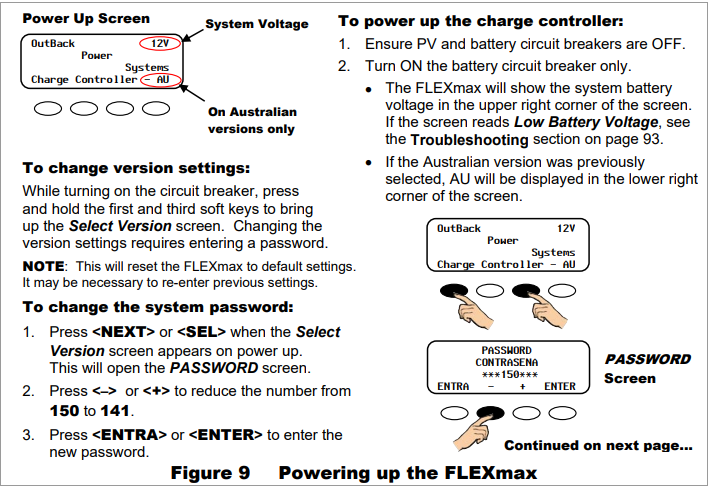 Power Up Screen
System Voltage
OutBack 12V
Power
Systems
Charge Controller - AU
On Australian
versions only
To change version settings:
While turning on the circuit breaker, press
and hold the first and third soft keys to bring
up the Select Version screen. Changing the
version settings requires entering a password.
NOTE: This will reset the FLEXmax to default settings.
It may be necessary to re-enter previous settings.
To change the system password:
1. Press <NEXT> or <SEL> when the Select
Version screen appears on power up.
This will open the PASSWORD screen.
2. Press <–> or <+> to reduce the number from
150 to 141.
3. Press <ENTRA> or <ENTER> to enter the
new password.
To power up the charge controller:
1. Ensure PV and battery circuit breakers are OFF.
2. Turn ON the battery circuit breaker only.
• The FLEXmax will show the system battery
voltage in the upper right corner of the screen.
If the screen reads Low Battery Voltage, see
the Troubleshooting section on page 93.
• If the Australian version was previously
selected, AU will be displayed in the lower right
corner of the screen.
OutBack 12V
Power
Systems
Charge Controller - AU
PASSWORD
CONTRASENA
***150***
ENTRA - + ENTER
PASSWORD
Screen
Continued on next page...
Figure 9 Powering up the FLEXmax